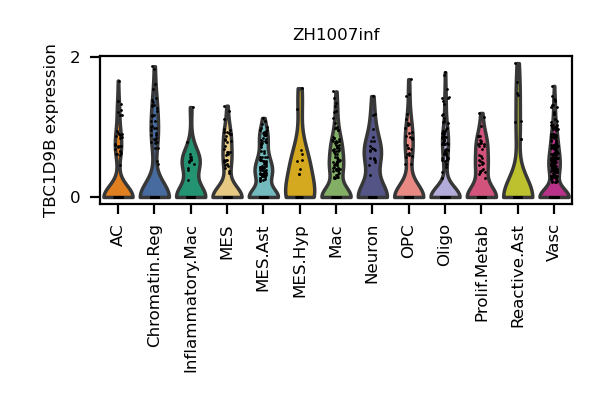 ZH1007inf
TBC1D9B expression
2
0
AC
Chromatin.Reg
Inflammatory.Mac
MES
MES.Ast
MES.Hyp
Mac
Neuron
OPC
Oligo
Prolif.Metab
Reactive.Ast
Vasc